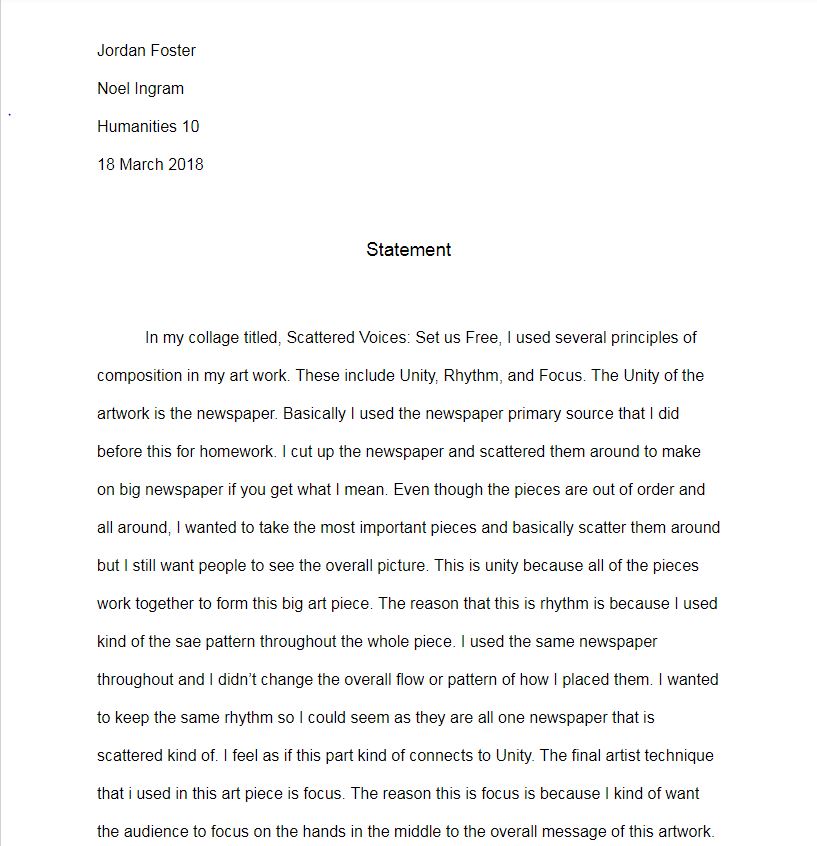 Jordan Foster
Noel Ingram
Humanities 10
18 March 2018
Statement
In my collage titled, Scattered Voices: Set us Free, I used several principles of
composition in my art work. These include Unity, Rhythm, and Focus. The Unity of the
artwork is the newspaper. Basically I used the newspaper primary source that I did
before this for homework. I cut up the newspaper and scattered them around to make
on big newspaper if you get what I mean. Even though the pieces are out of order and
all around, I wanted to take the most important pieces and basically scatter them around
but I still want people to see the overall picture. This is unity because all of the pieces
work together to form this big art piece. The reason that this is rhythm is because I used
kind of the sae pattern throughout the whole piece. I used the same newspaper
throughout and I didn’t change the overall flow or pattern of how I placed them. I wanted
to keep the same rhythm so I could seem as they are all one newspaper that is
scattered kind of. I feel as if this part kind of connects to Unity. The final artist technique
that i used in this art piece is focus. The reason this is focus is because I kind of want
the audience to focus on the hands in the middle to the overall message of this artwork.